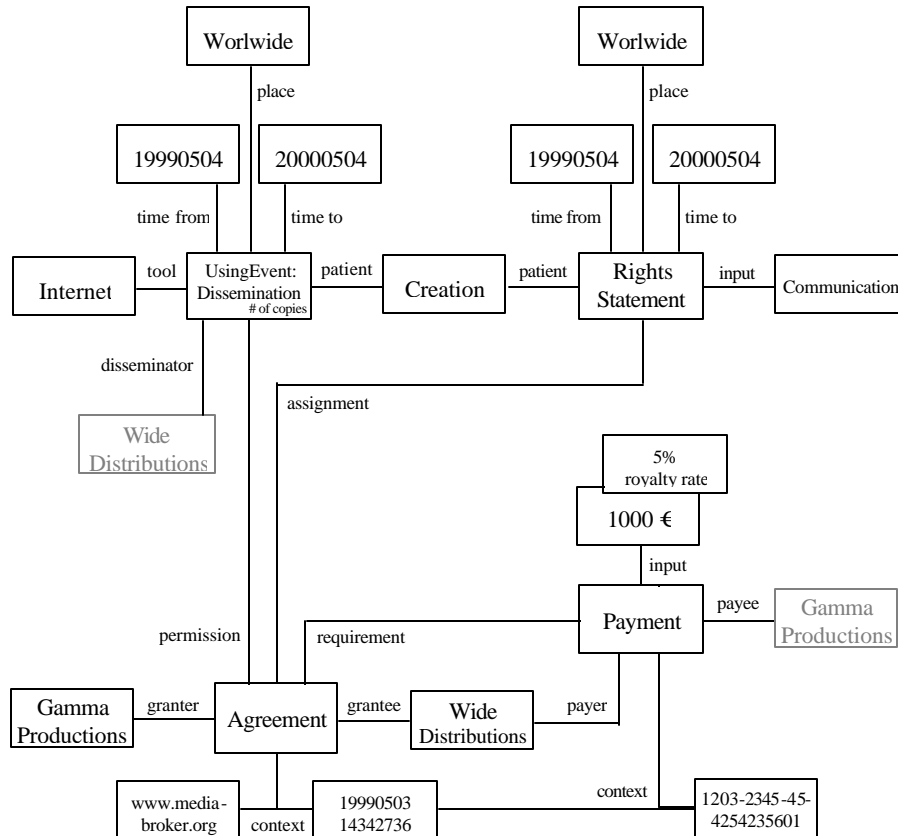 Worlwide
Worlwide
place
place
19990504
20000504
19990504
20000504
time from
time to
time from
time to
Internet
tool
UsingEvent:
Dissemination
# of copies
patient
Creation
patient
Rights
Statement
input
Communication
disseminator
assignment
Wide
Distributions
5%
royalty rate
1000 €
input
Payment
payee
Gamma
Productions
permission
requirement
Gamma
Productions
granter
Agreement
grantee
Wide
Distributions
payer
context
www.media-
broker.org
context
19990503
14342736
1203-2345-45-
4254235601